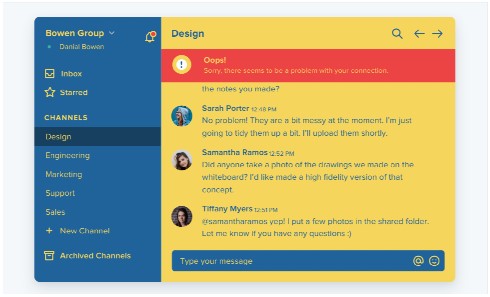 Bowen Group
Danial Bowen
Inbox
Starred
CHANNELS
Design
Engineering
Marketing
Support
Sales
+ New Channel
Archived Channels
Design
Oops!
Sorry, there seems to be a problem with your connection.
the notes you made?
Sarah Porter 12:48 PM
No problem! They are a bit messy at the moment. I'm just
going to tidy them up a bit. I'll upload them shortly.
Samantha Ramos 12:52 PM
Did anyone take a photo of the drawings we made on the
whiteboard? I'd like made a high fidelity version of that
concept.
Tiffany Myers 12:51 PM
@samantharamos yep! I put a few photos in the shared folder.
Let me know if you have any questions :)
Type your message